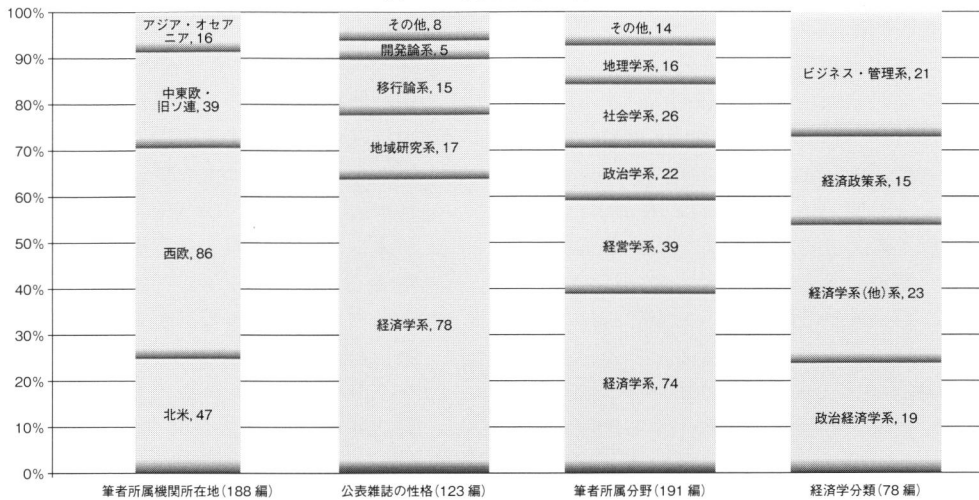 100%
90%
80%
70%
60%
50%
40%
30%
20%
10%
0%
アジア・オセア
ニア, 16
中東欧・
旧ソ連, 39
西欧, 86
北米, 47
筆者所属機関所在地(188 編)
その他, 8
開発論系, 5
移行論系, 15
地域研究系, 17
経済学系, 78
公表雑誌の性格(123 編)
その他, 14
地理学系, 16
社会学系, 26
政治学系, 22
経営学系, 39
経済学系, 74
筆者所属分野(191 編)
ビジネス・管理系, 21
経済政策系, 15
経済学系(他)系, 23
政治経済学系, 19
経済学分類(78 編)